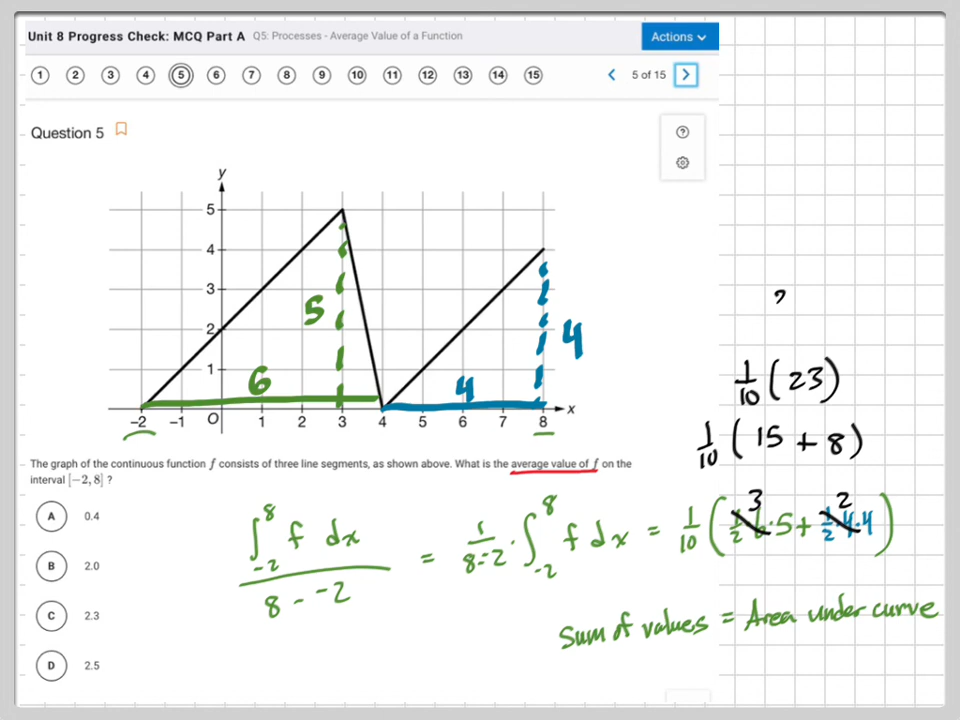 Unit 8 Progress Check: MCQ Part A Q5: Processes - Average Value of a Function Actions
1 2 3 4 5 6 7 8 9 10 11 12 13 14 15 5 of 15
Question 5
?
y
5
4
3
2
1
5
6
4
4
-2 -1 O 1 2 3 4 5 6 7 8 x
The graph of the continuous function f consists of three line segments, as shown above. What is the average value of f on the
interval [−2, 8] ?
A 0.4
B 2.0
C 2.3
D 2.5
2
1/10 (23)
1/10 (15 + 8)
∫_-2^8 f dx / 8 - -2 = 1/8--2 · ∫_-2^8 f dx = 1/10 (1/2·6·5 + 1/2·4·4)
3 2
Sum of values = Area under curve